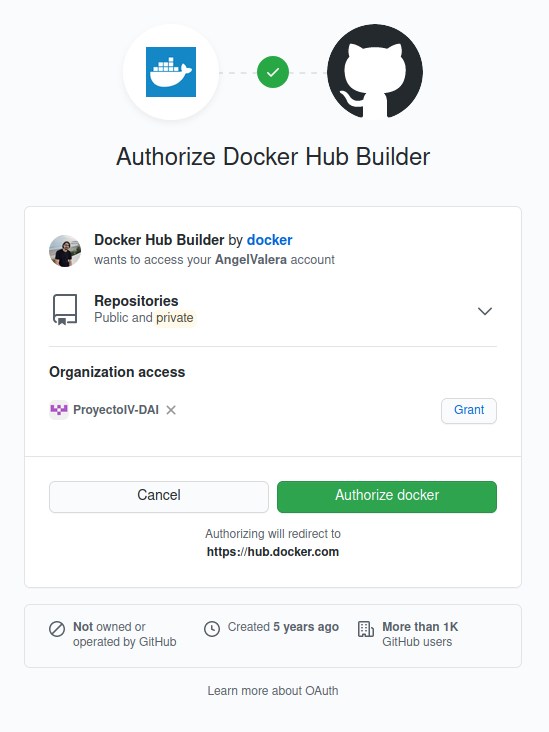 Authorize Docker Hub Builder
Docker Hub Builder by docker
wants to access your AngelValera account
Repositories
Public and private
Organization access
ProyectoIV-DAI
Grant
Cancel
Authorize docker
Authorizing will redirect to
https://hub.docker.com
Not owned or
operated by GitHub
Created 5 years ago
More than 1K
GitHub users
Learn more about OAuth